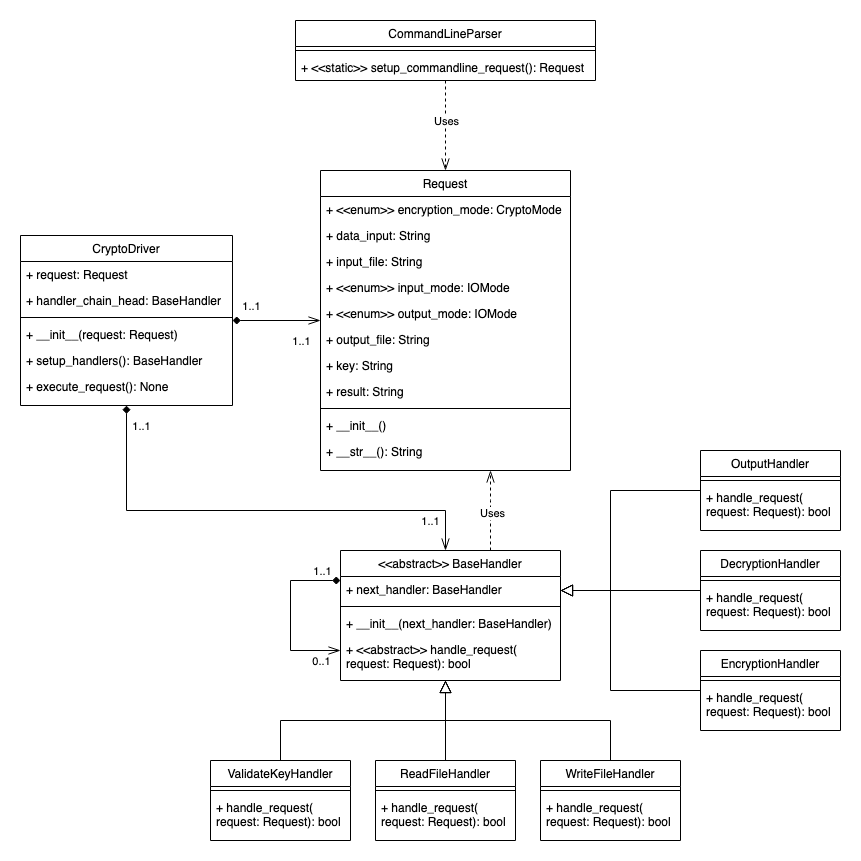 CommandLineParser
+ <<static>> setup_commandline_request(): Request
Uses
Request
+ <<enum>> encryption_mode: CryptoMode
+ data_input: String
+ input_file: String
+ <<enum>> input_mode: IOMode
+ <<enum>> output_mode: IOMode
+ output_file: String
+ key: String
+ result: String
+ __init__()
+ __str__(): String
CryptoDriver
+ request: Request
+ handler_chain_head: BaseHandler
+ __init__(request: Request)
+ setup_handlers(): BaseHandler
+ execute_request(): None
1..1
1..1
1..1
1..1
Uses
<<abstract>> BaseHandler
+ next_handler: BaseHandler
+ __init__(next_handler: BaseHandler)
+ <<abstract>> handle_request(
request: Request): bool
1..1
0..1
OutputHandler
+ handle_request(
request: Request): bool
DecryptionHandler
+ handle_request(
request: Request): bool
EncryptionHandler
+ handle_request(
request: Request): bool
ValidateKeyHandler
+ handle_request(
request: Request): bool
ReadFileHandler
+ handle_request(
request: Request): bool
WriteFileHandler
+ handle_request(
request: Request): bool